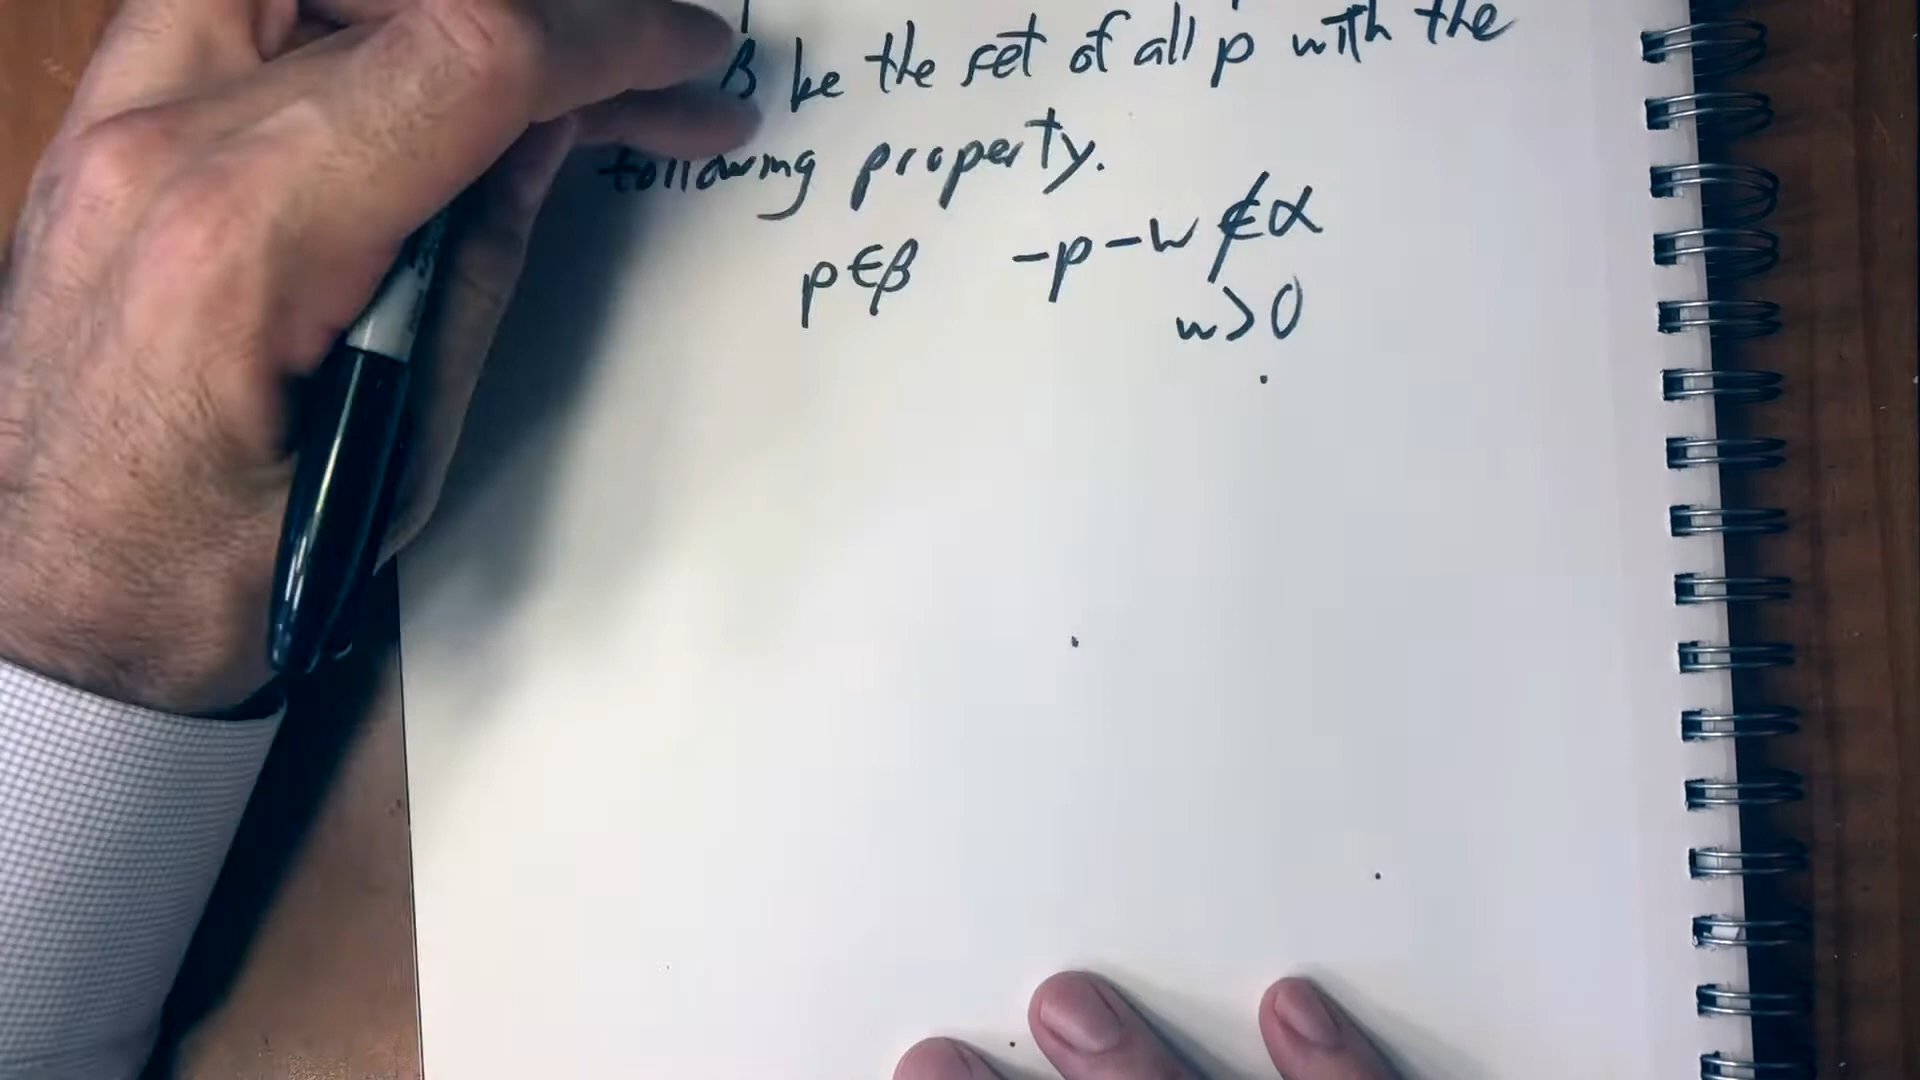 β be the set of all p with the
following property.
p∈β -p-w∉α
w>0